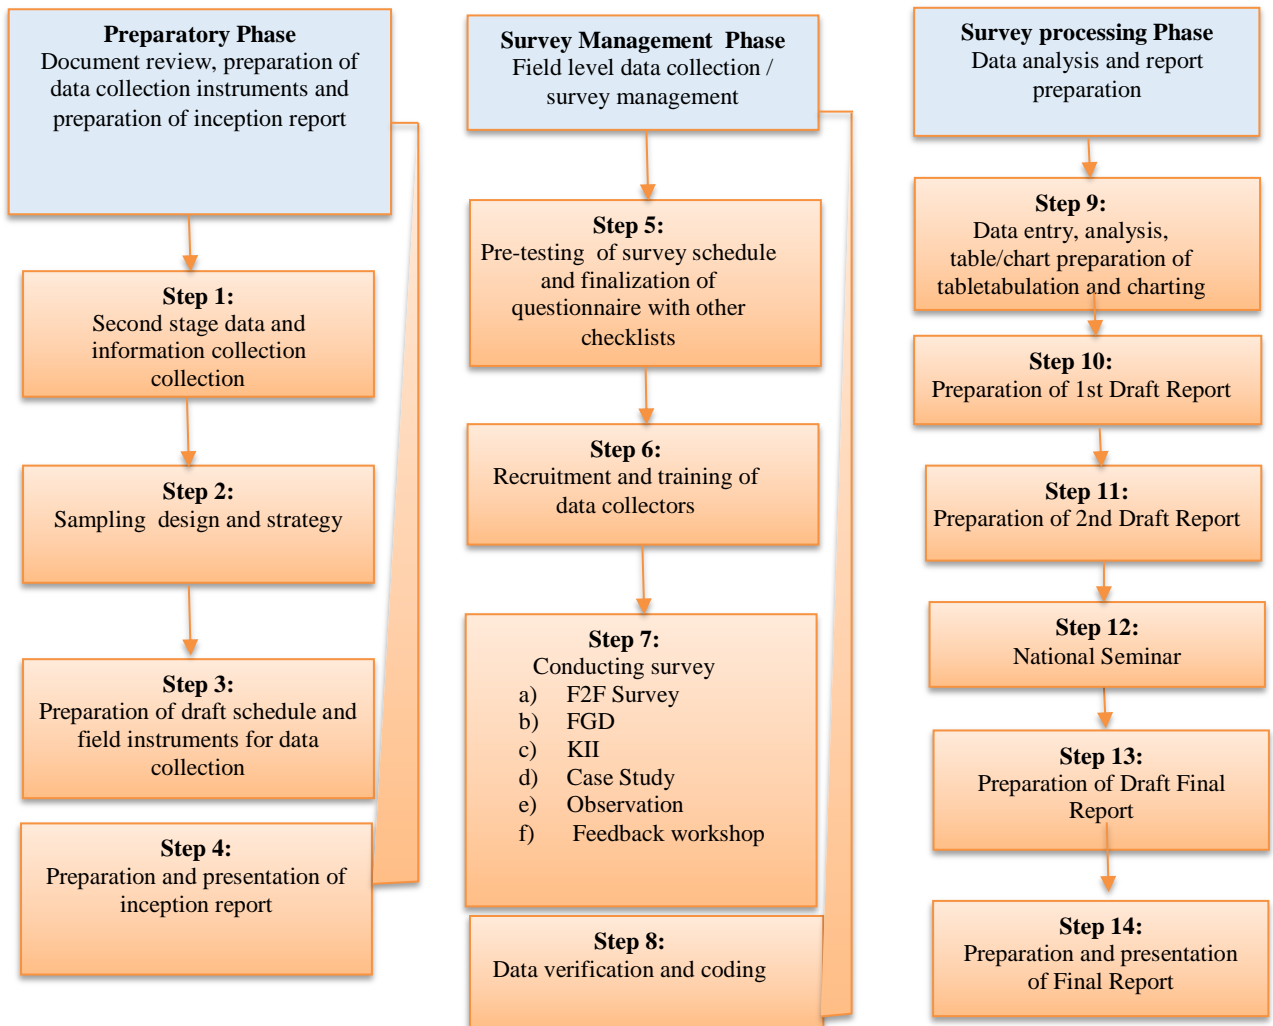 Preparatory Phase
Document review, preparation of
data collection instruments and
preparation of inception report
Step 1:
Second stage data and
information collection
collection
Step 2:
Sampling design and strategy
Step 3:
Preparation of draft schedule and
field instruments for data
collection
Step 4:
Preparation and presentation of
inception report
Survey Management Phase
Field level data collection /
survey management
Step 5:
Pre-testing of survey schedule
and finalization of
questionnaire with other
checklists
Step 6:
Recruitment and training of
data collectors
Step 7:
Conducting survey
a) F2F Survey
b) FGD
c) KII
d) Case Study
e) Observation
f) Feedback workshop
Step 8:
Data verification and coding
Survey processing Phase
Data analysis and report
preparation
Step 9:
Data entry, analysis,
table/chart preparation of
tabletabulation and charting
Step 10:
Preparation of 1st Draft Report
Step 11:
Preparation of 2nd Draft Report
Step 12:
National Seminar
Step 13:
Preparation of Draft Final
Report
Step 14:
Preparation and presentation
of Final Report